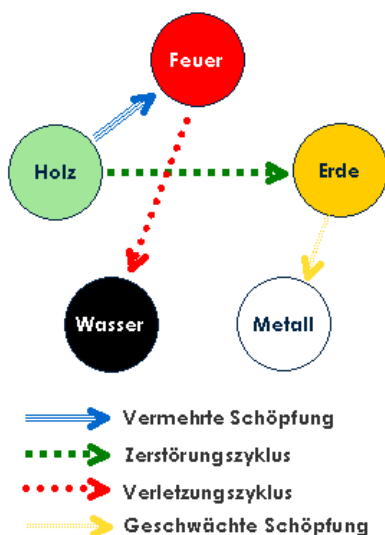 Feuer
Holz
Erde
Wasser
Metall
Vermehrte Schöpfung
Zerstörungszyklus
Verletzungszyklus
Geschwächte Schöpfung